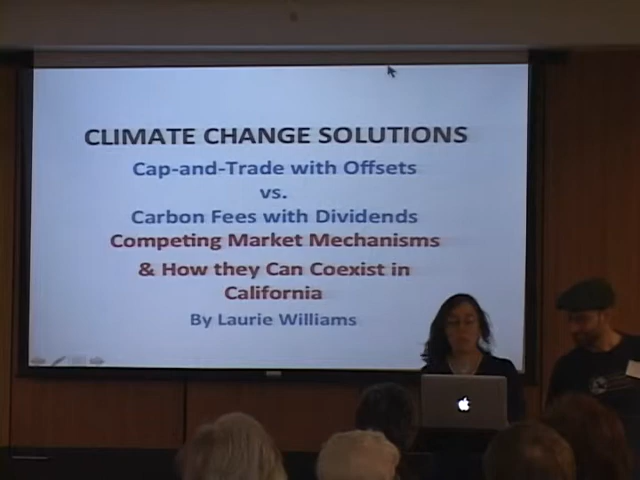 CLIMATE CHANGE SOLUTIONS
Cap-and-Trade with Offsets
vs.
Carbon Fees with Dividends
Competing Market Mechanisms
& How they Can Coexist in
California
By Laurie Williams